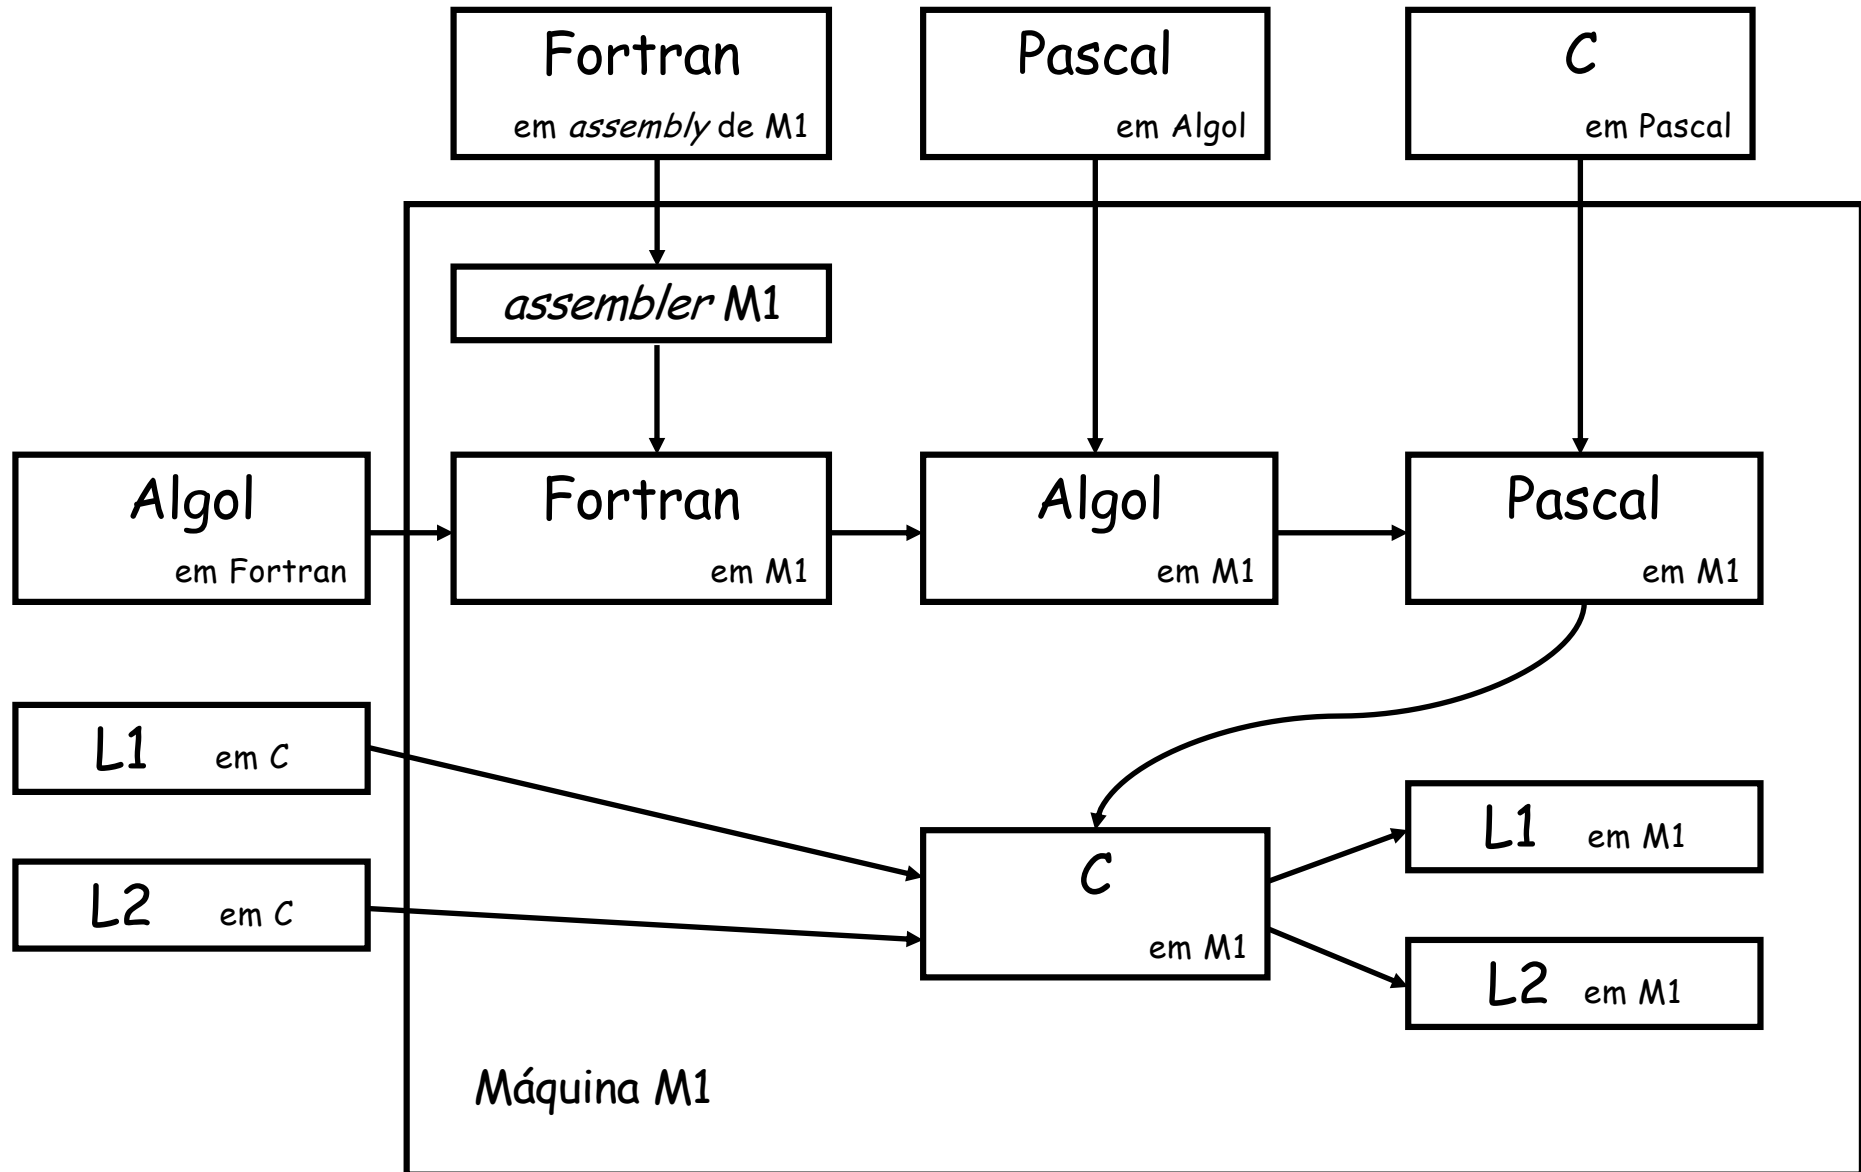 Fortran
em assembly de M1
Pascal
em Algol
C
em Pascal
assembler M1
Algol
em Fortran
Fortran
em M1
Algol
em M1
Pascal
em M1
L1 em C
L2 em C
C
em M1
L1 em M1
L2 em M1
Máquina M1